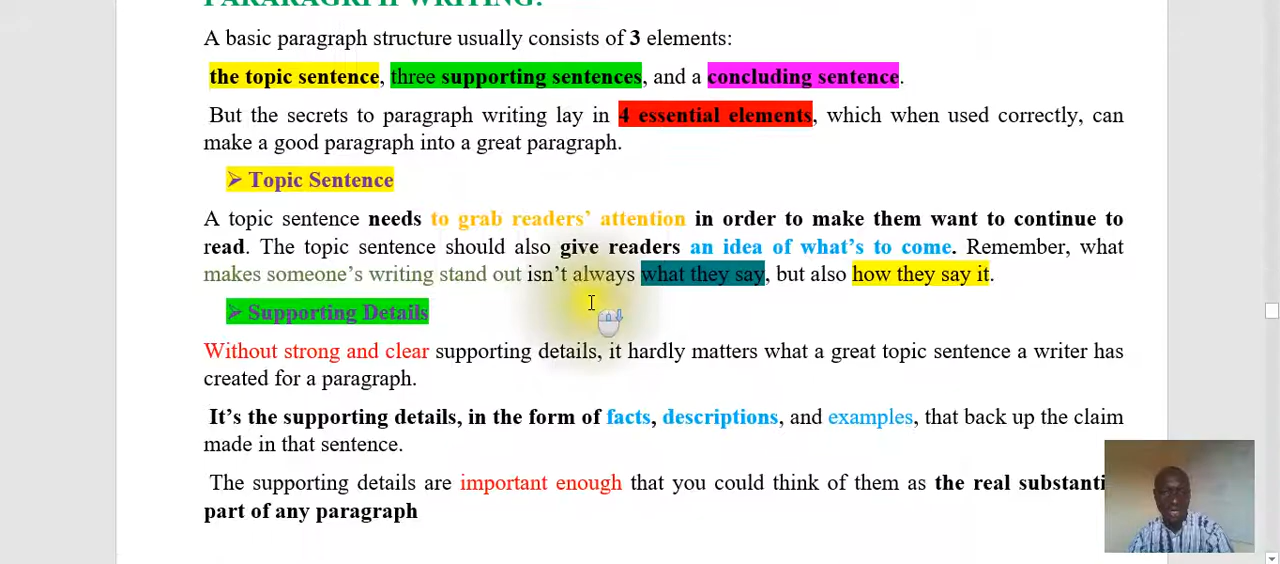 PARAGRAPH WRITING:
A basic paragraph structure usually consists of 3 elements:
the topic sentence, three supporting sentences, and a concluding sentence.
But the secrets to paragraph writing lay in 4 essential elements, which when used correctly, can
make a good paragraph into a great paragraph.
➢ Topic Sentence
A topic sentence needs to grab readers’ attention in order to make them want to continue to
read. The topic sentence should also give readers an idea of what’s to come. Remember, what
makes someone’s writing stand out isn’t always what they say, but also how they say it.
➢ Supporting Details
Without strong and clear supporting details, it hardly matters what a great topic sentence a writer has
created for a paragraph.
It’s the supporting details, in the form of facts, descriptions, and examples, that back up the claim
made in that sentence.
The supporting details are important enough that you could think of them as the real substanti
part of any paragraph